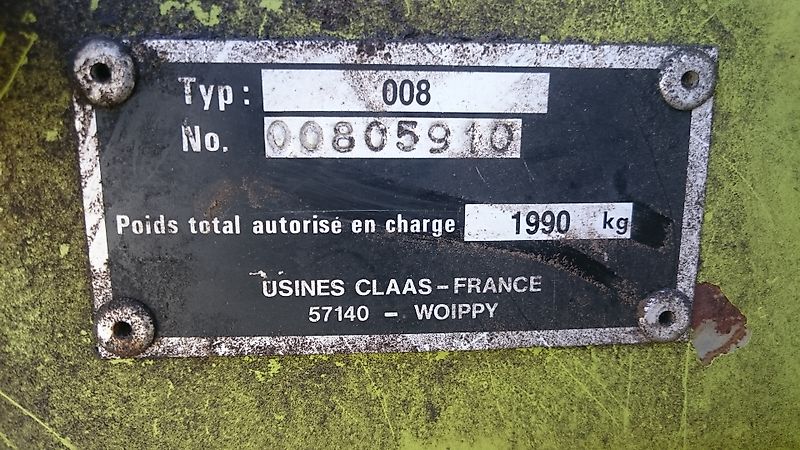 Typ : 008
No. 00805910
Poids total autorisé en charge 1990 kg
USINES CLAAS – FRANCE
57140 – WOIPPY